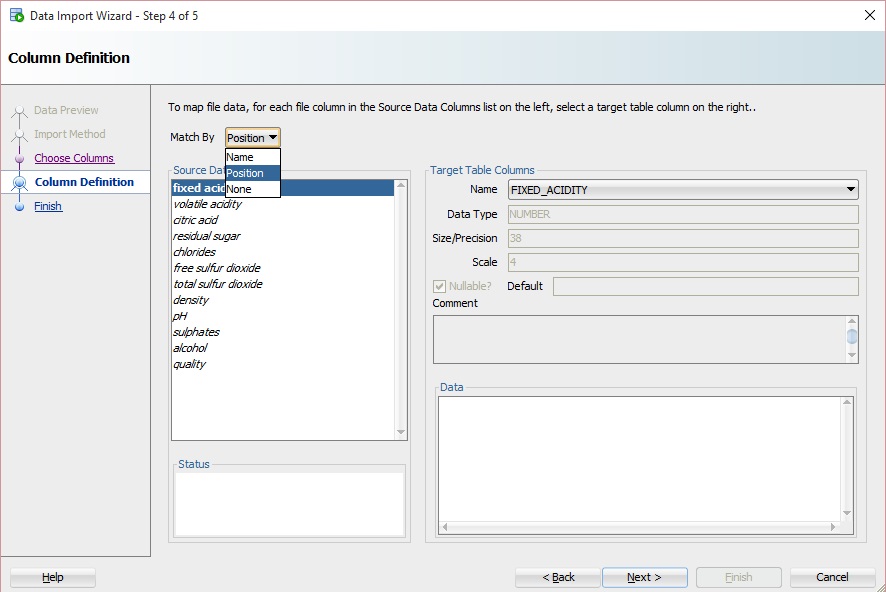 Data Import Wizard - Step 4 of 5
Column Definition
Data Preview
Import Method
Choose Columns
Column Definition
Finish
To map file data, for each file column in the Source Data Columns list on the left, select a target table column on the right..
Match By Position
Name
Position
None
Source Da
fixed acid
volatile acidity
citric acid
residual sugar
chlorides
free sulfur dioxide
total sulfur dioxide
density
pH
sulphates
alcohol
quality
Status
Target Table Columns
Name FIXED_ACIDITY
Data Type NUMBER
Size/Precision 38
Scale 4
Nullable? Default
Comment
Data
Help
< Back
Next >
Finish
Cancel